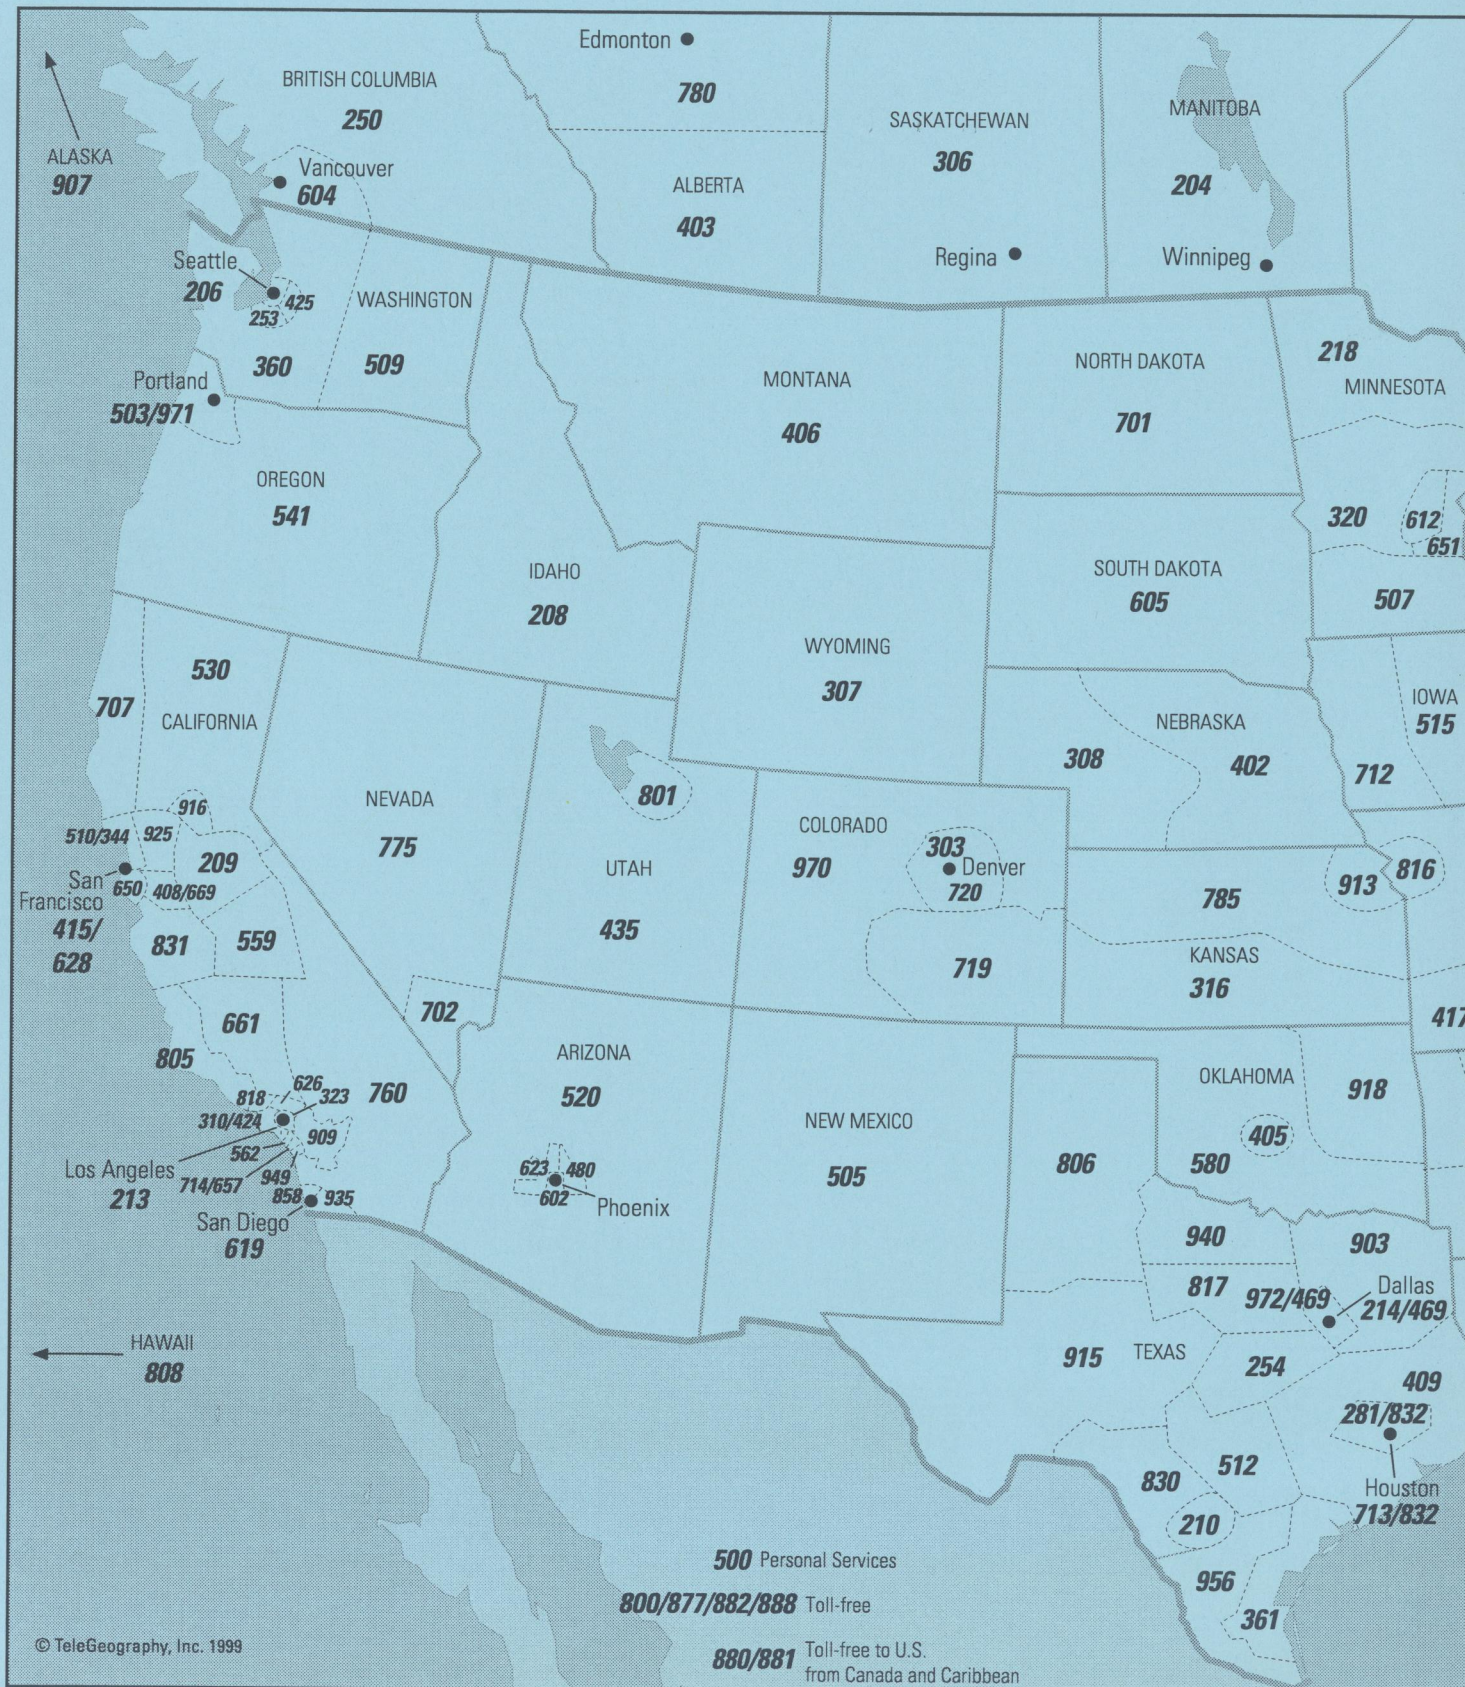 Edmonton
780
BRITISH COLUMBIA
250
SASKATCHEWAN
306
MANITOBA
204
ALASKA
907
Vancouver
604
ALBERTA
403
Regina
Winnipeg
Seattle
206
425
253
WASHINGTON
360
509
Portland
503/971
MONTANA
406
NORTH DAKOTA
701
218
MINNESOTA
OREGON
541
320
612
651
IDAHO
208
SOUTH DAKOTA
605
507
WYOMING
307
530
707
CALIFORNIA
NEBRASKA
308
402
IOWA
515
712
801
NEVADA
775
916
510/344
925
209
San
Francisco
415/
628
650
408/669
831
559
UTAH
435
COLORADO
970
303
Denver
720
719
785
913
816
KANSAS
316
417
702
661
805
ARIZONA
520
OKLAHOMA
918
405
580
626
818
323
760
310/424
909
562
Los Angeles
213
714/657
949
858
935
San Diego
619
623
480
602
Phoenix
NEW MEXICO
505
806
940
903
817
972/469
Dallas
214/469
HAWAII
808
915
TEXAS
254
409
281/832
512
830
Houston
713/832
210
956
361
500 Personal Services
800/877/882/888 Toll-free
880/881 Toll-free to U.S.
from Canada and Caribbean
© TeleGeography, Inc. 1999